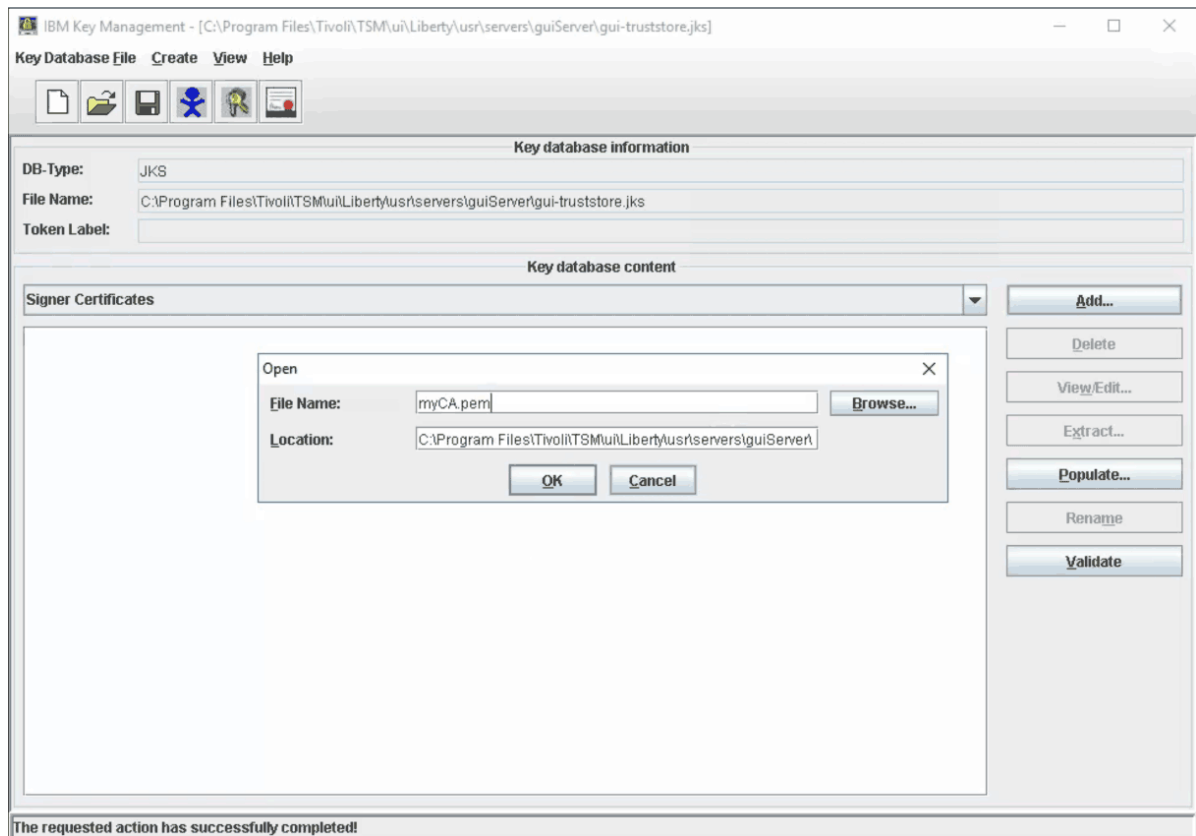 IBM Key Management - [C:\Program Files\Tivoli\TSM\ui\Liberty\usr\servers\guiServer\gui-truststore.jks]
Key Database File Create View Help
Key database information
DB-Type: JKS
File Name: C:\Program Files\Tivoli\TSM\ui\Liberty\usr\servers\guiServer\gui-truststore.jks
Token Label:
Key database content
Signer Certificates
Add...
Delete
View/Edit...
Extract...
Populate...
Rename
Validate
Open
File Name: myCA.pem
Browse...
Location: C:\Program Files\Tivoli\TSM\ui\Liberty\usr\servers\guiServer\
OK Cancel
The requested action has successfully completed!